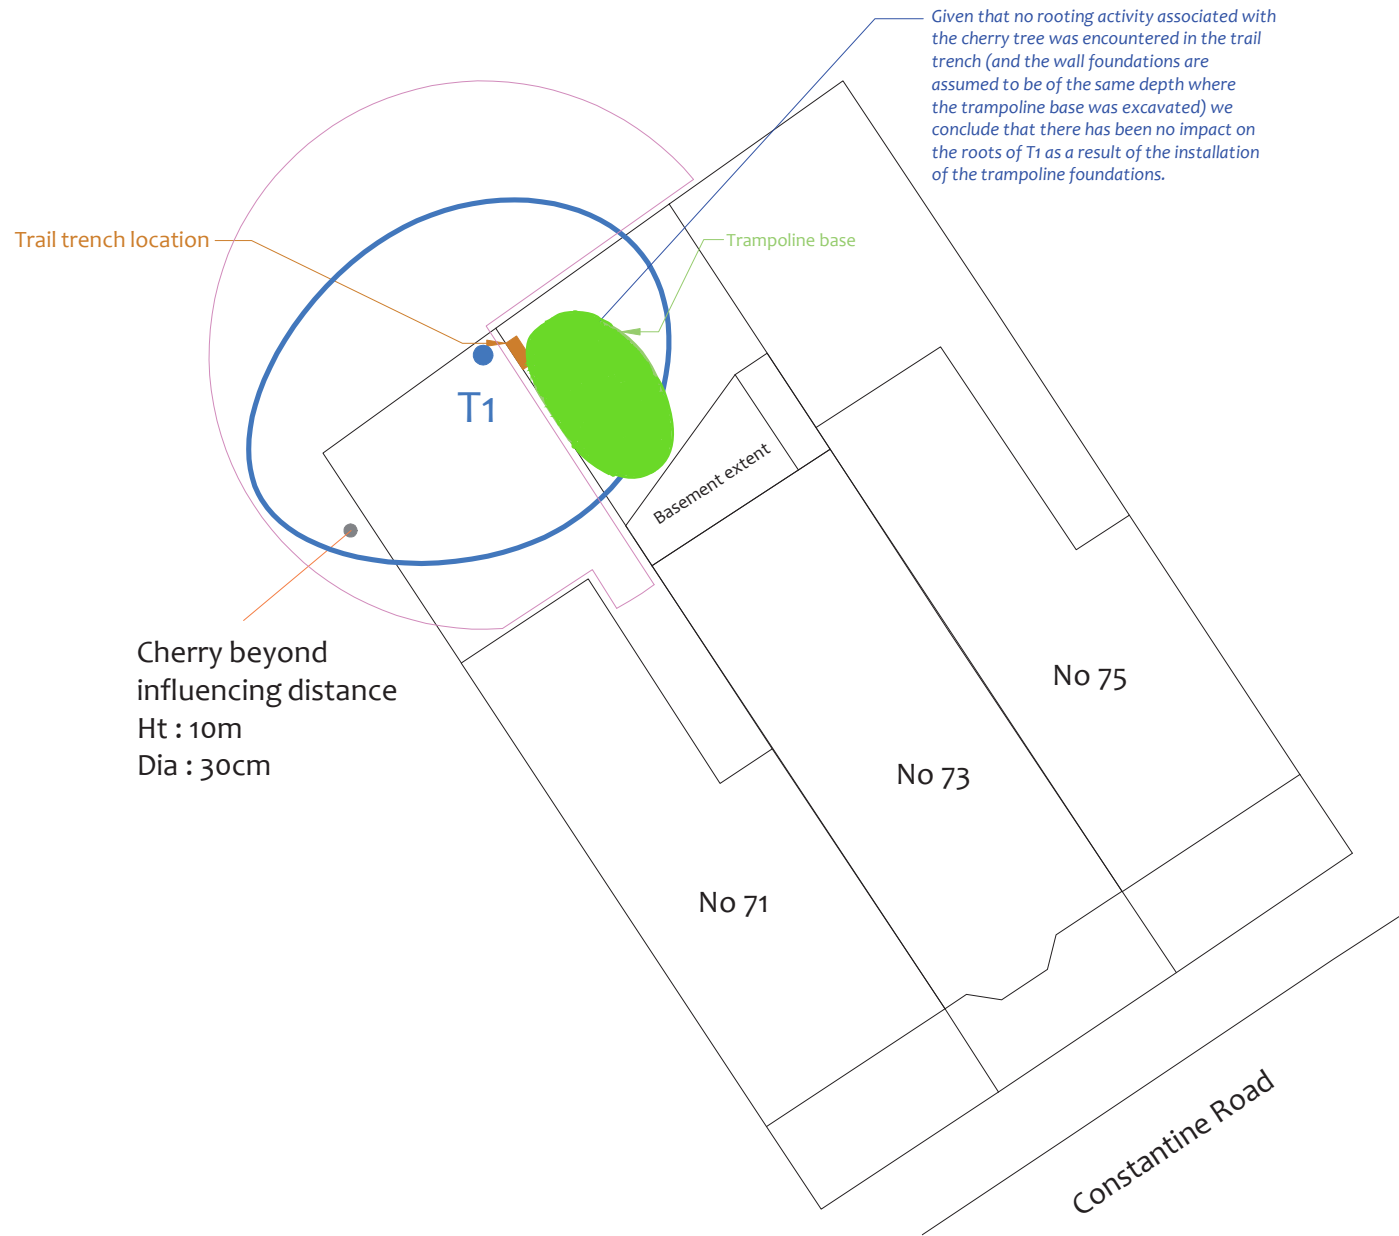 Given that no rooting activity associated with
the cherry tree was encountered in the trail
trench (and the wall foundations are
assumed to be of the same depth where
the trampoline base was excavated) we
conclude that there has been no impact on
the roots of T1 as a result of the installation
of the trampoline foundations.
Trail trench location
Trampoline base
T1
Basement extent
Cherry beyond
influencing distance
Ht : 10m
Dia : 30cm
No 75
No 73
No 71
Constantine Road